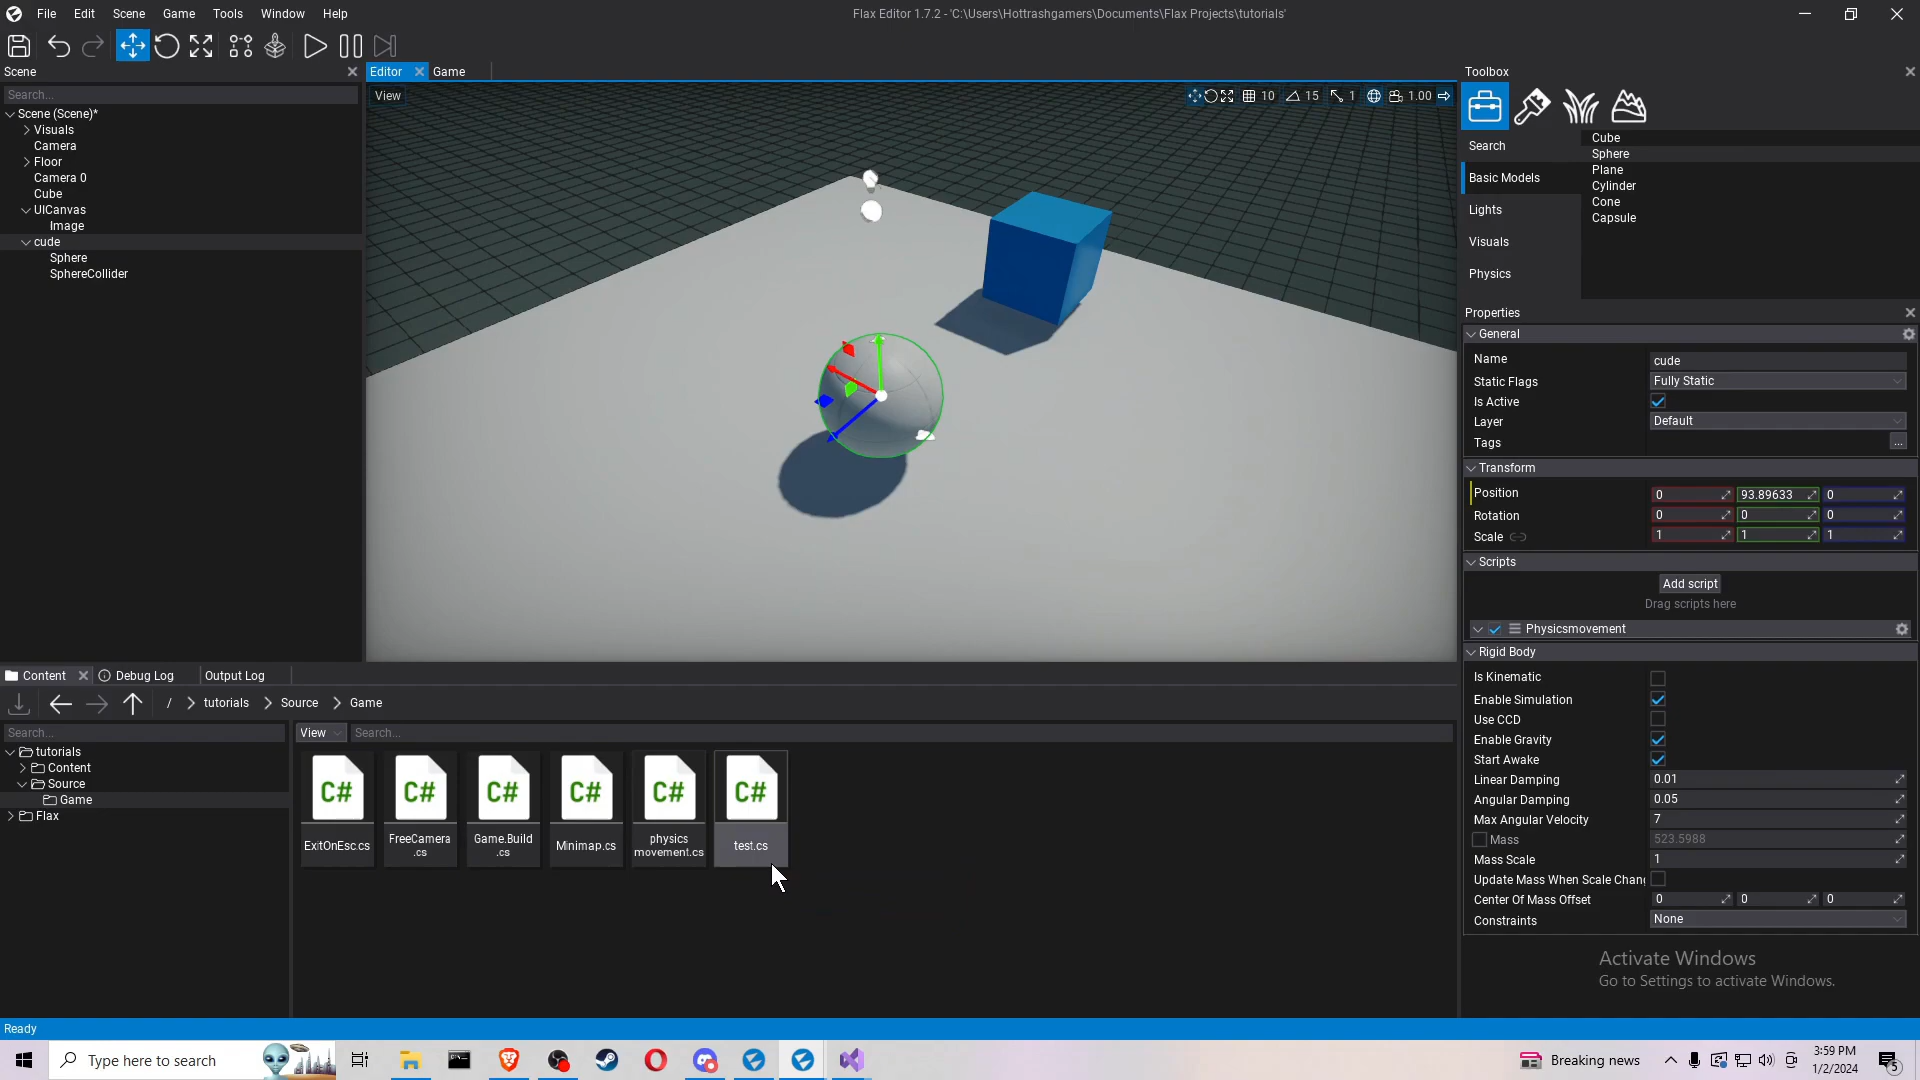 File Edit Scene Game Tools Window Help
Flax Editor 1.7.2 - 'C:\Users\Hottrashgamers\Documents\Flax Projects\tutorials'
Scene
Editor
Game
Toolbox
Search...
View
10
15
1
1.00
Scene (Scene)*
Visuals
Camera
Floor
Camera 0
Cube
UICanvas
Image
cude
Sphere
SphereCollider
Search
Basic Models
Lights
Visuals
Physics
Cube
Sphere
Plane
Cylinder
Cone
Capsule
Properties
General
Name cude
Static Flags Fully Static
Is Active
Layer Default
Tags ...
Transform
Position 0 93.89633 0
Rotation 0 0 0
Scale 1 1 1
Scripts
Add script
Drag scripts here
Physicsmovement
Rigid Body
Is Kinematic
Enable Simulation
Use CCD
Enable Gravity
Start Awake
Linear Damping 0.01
Angular Damping 0.05
Max Angular Velocity 7
Mass 523.5988
Mass Scale 1
Update Mass When Scale Chang
Center Of Mass Offset 0 0 0
Constraints None
Content Debug Log Output Log
/ tutorials Source Game
Search...
View
Search...
tutorials
Content
Source
Game
Flax
C# C# C# C# C# C#
ExitOnEsc.cs
FreeCamera
.cs
Game.Build
.cs
Minimap.cs
physics
movement.cs
test.cs
Activate Windows
Go to Settings to activate Windows.
Ready
Type here to search
Breaking news
3:59 PM
1/2/2024
5